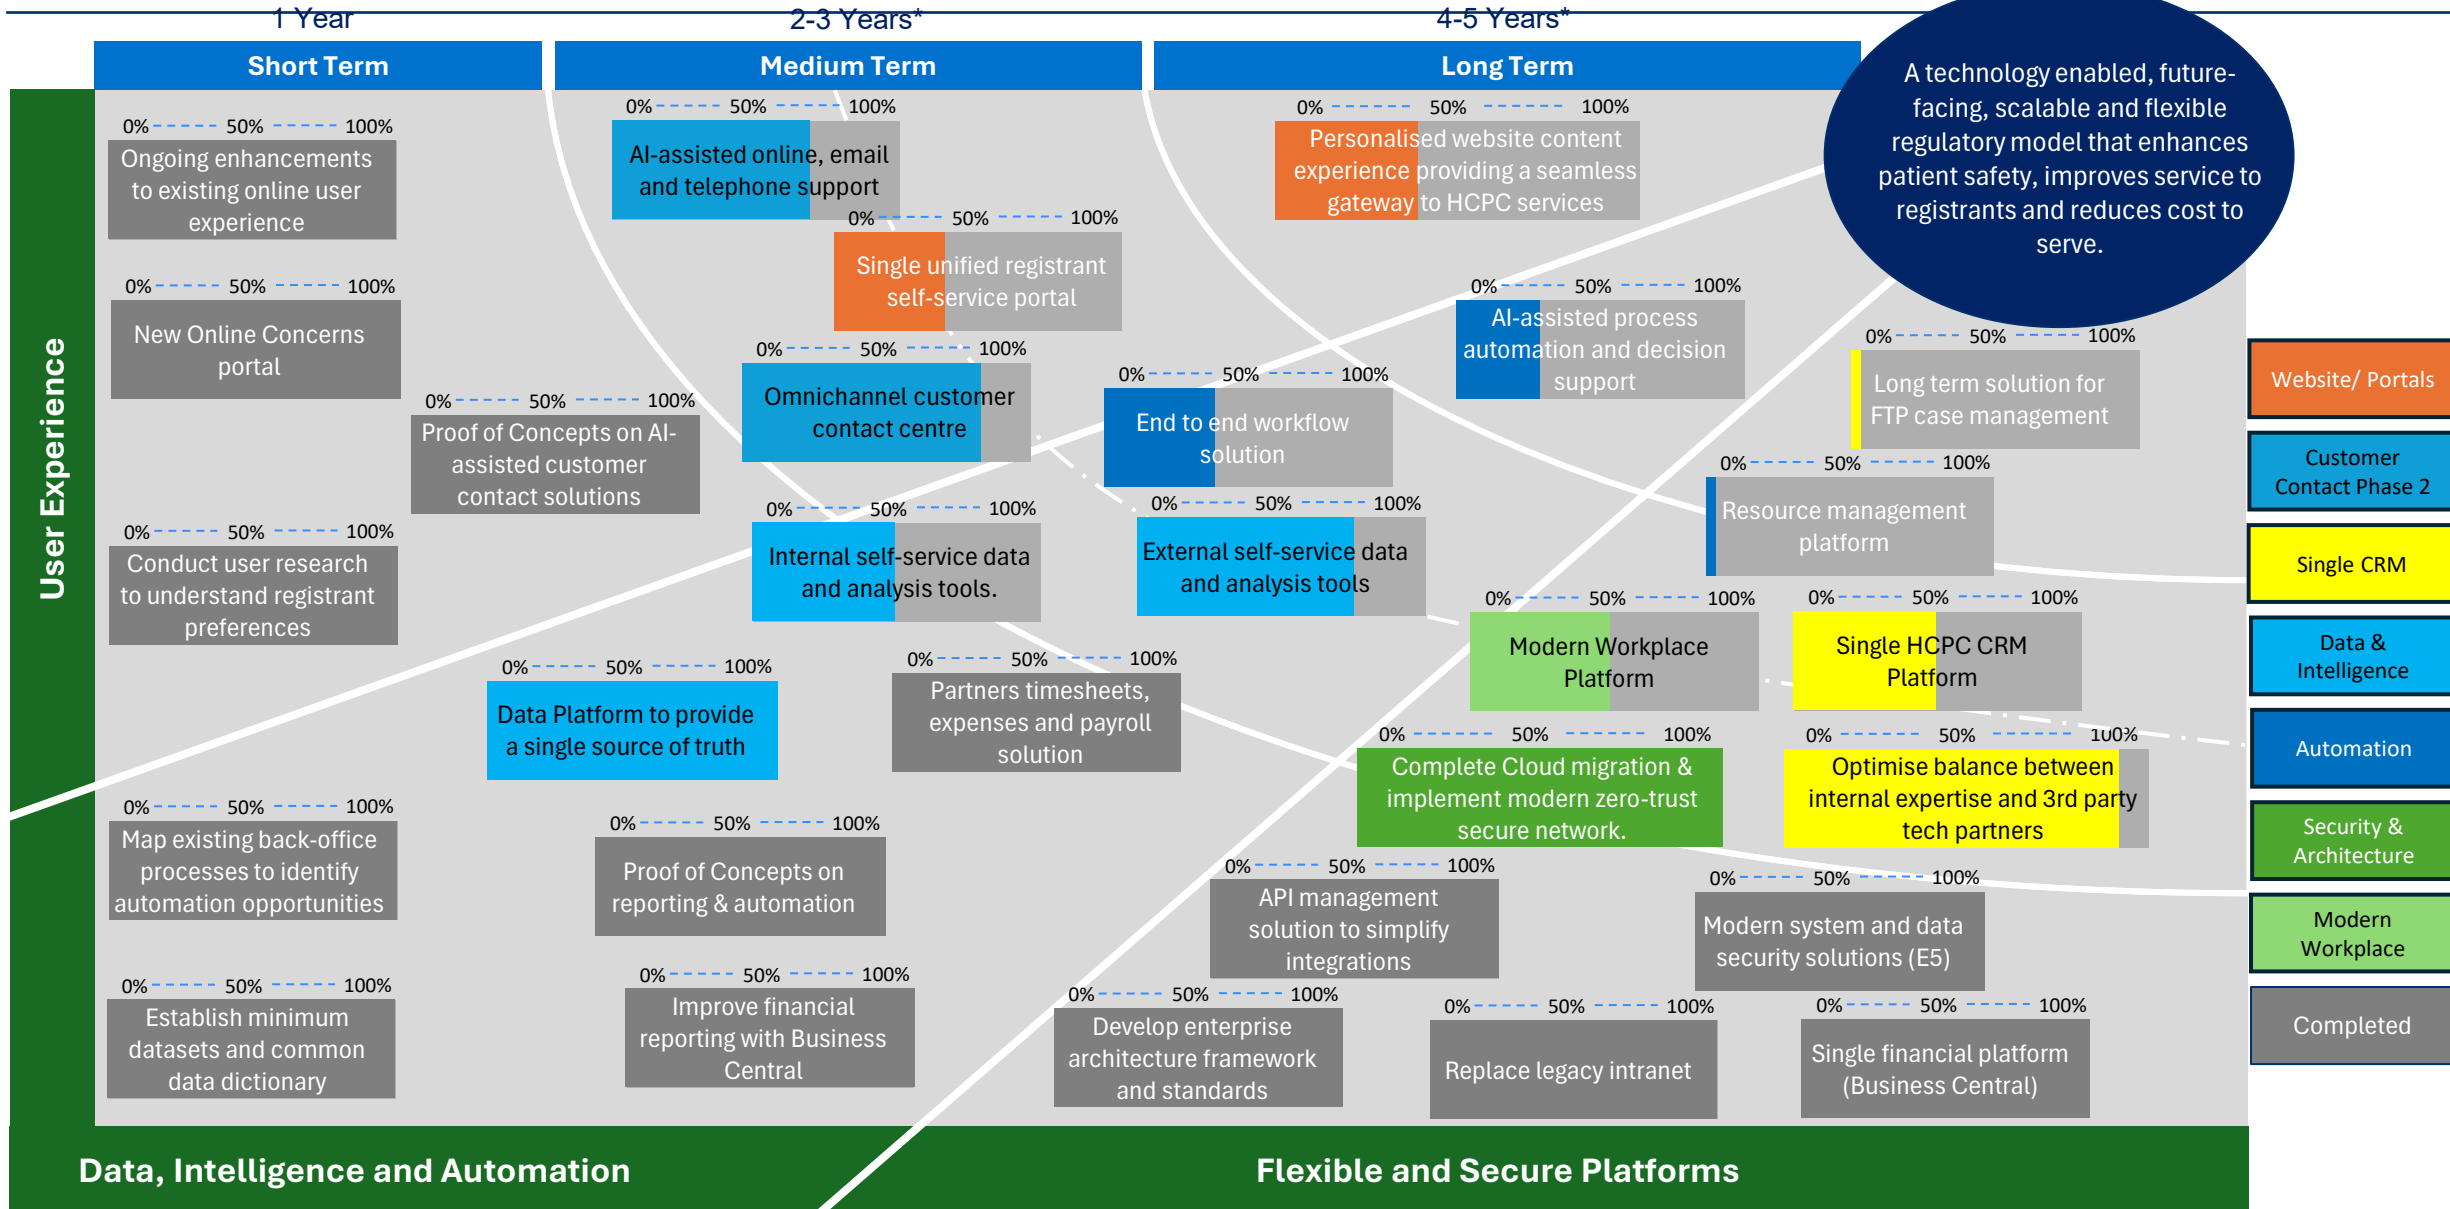 1 Year
2-3 Years*
4-5 Years*
Short Term
Medium Term
Long Term
A technology enabled, future-
facing, scalable and flexible
regulatory model that enhances
patient safety, improves service to
registrants and reduces cost to
serve.
User Experience
0% 50% 100%
Ongoing enhancements
to existing online user
experience
0% 50% 100%
AI-assisted online, email
and telephone support
0% 50% 100%
Personalised website content
experience providing a seamless
gateway to HCPC services
0% 50% 100%
Single unified registrant
self-service portal
0% 50% 100%
New Online Concerns
portal
0% 50% 100%
AI-assisted process
automation and decision
support
0% 50% 100%
Long term solution for
FTP case management
0% 50% 100%
Omnichannel customer
contact centre
0% 50% 100%
End to end workflow
solution
0% 50% 100%
Proof of Concepts on AI-
assisted customer
contact solutions
0% 50% 100%
Resource management
platform
0% 50% 100%
Conduct user research
to understand registrant
preferences
0% 50% 100%
Internal self-service data
and analysis tools.
0% 50% 100%
External self-service data
and analysis tools
0% 50% 100%
Modern Workplace
Platform
0% 50% 100%
Single HCPC CRM
Platform
0% 50% 100%
Data Platform to provide
a single source of truth
0% 50% 100%
Partners timesheets,
expenses and payroll
solution
0% 50% 100%
Complete Cloud migration &
implement modern zero-trust
secure network.
0% 50% 100%
Optimise balance between
internal expertise and 3rd party
tech partners
0% 50% 100%
Map existing back-office
processes to identify
automation opportunities
0% 50% 100%
Proof of Concepts on
reporting & automation
0% 50% 100%
API management
solution to simplify
integrations
0% 50% 100%
Modern system and data
security solutions (E5)
0% 50% 100%
Establish minimum
datasets and common
data dictionary
0% 50% 100%
Improve financial
reporting with Business
Central
0% 50% 100%
Develop enterprise
architecture framework
and standards
0% 50% 100%
Replace legacy intranet
0% 50% 100%
Single financial platform
(Business Central)
Website/ Portals
Customer
Contact Phase 2
Single CRM
Data &
Intelligence
Automation
Security &
Architecture
Modern
Workplace
Completed
Data, Intelligence and Automation
Flexible and Secure Platforms